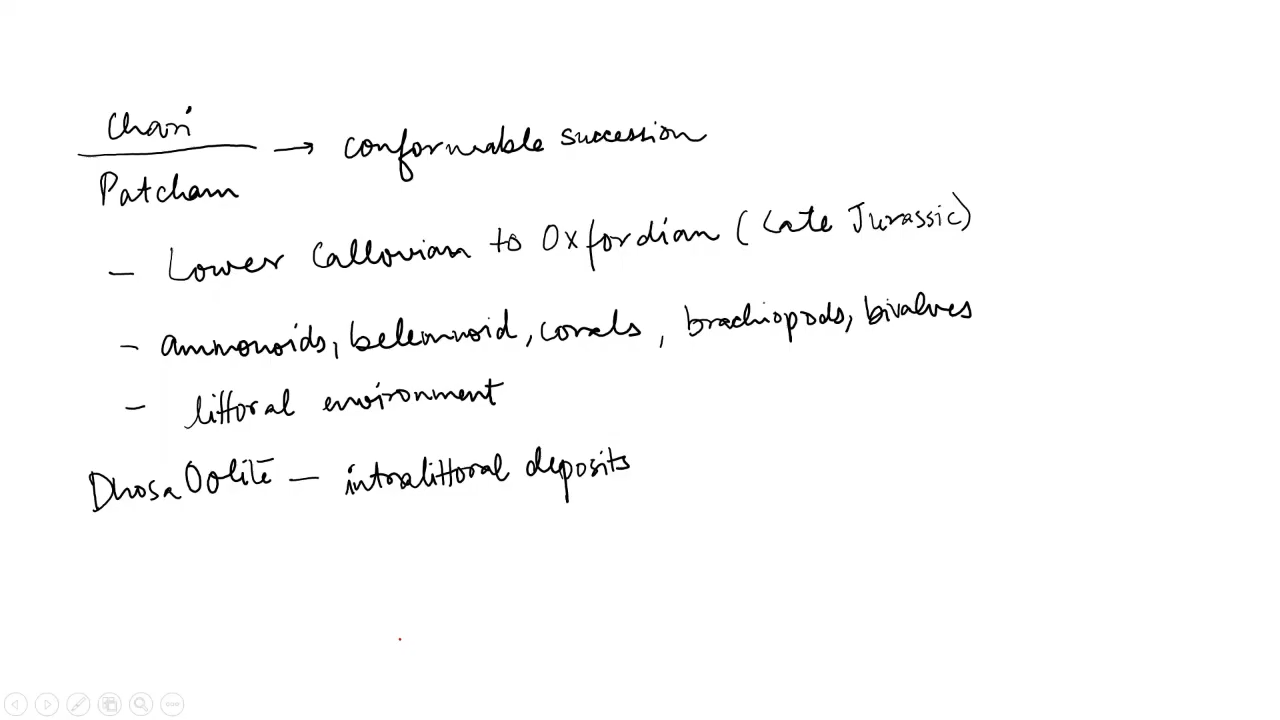 Chari → conformable succession
Patcham
– Lower Callovian to Oxfordian (Late Jurassic)
– ammonoids, belemnoid, corals, brachiopods, bivalves
– littoral environment
Dhosa Oolite – intralittoral deposits